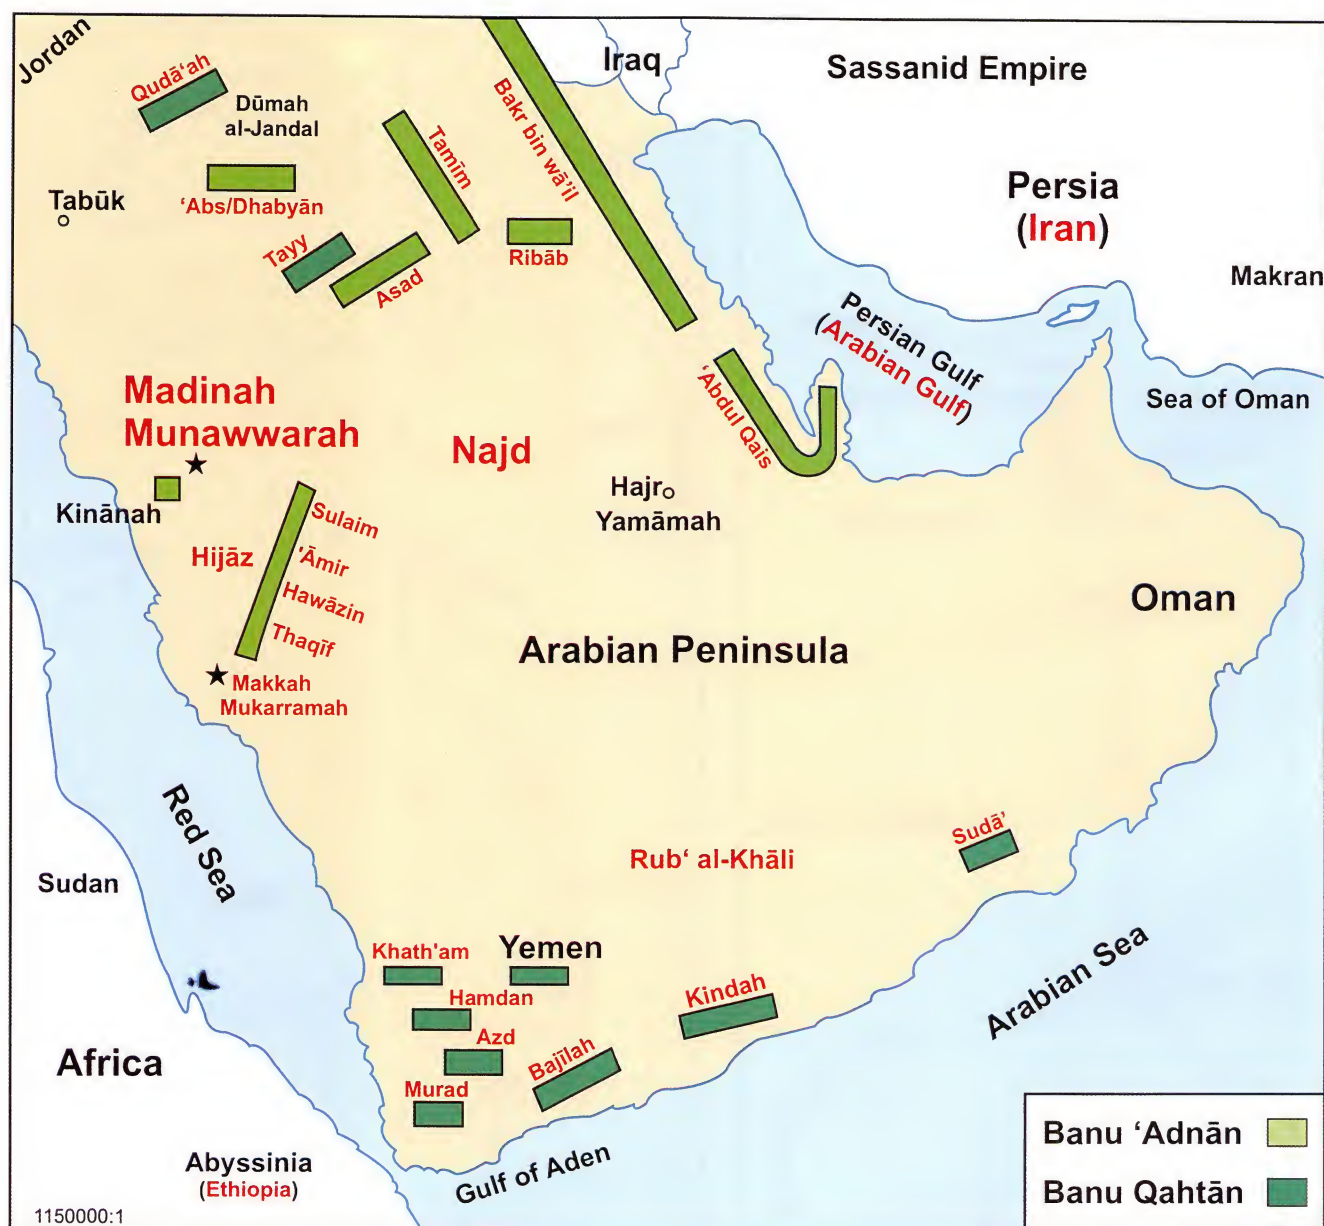 Jordan
Qudā‘ah
Dūmah
al-Jandal
Tabūk
‘Abs/Dhabyān
Tayy
Asad
Tamīm
Ribāb
Bakr bin wā’il
Iraq
Sassanid Empire
Persia
(Iran)
Makran
Persian Gulf
(Arabian Gulf)
Sea of Oman
‘Abdul Qais
Madinah
Munawwarah
Najd
Kinānah
Hajr
Yamāmah
Hijāz
Sulaim
'Āmir
Hawāzin
Thaqīf
Oman
Arabian Peninsula
Makkah
Mukarramah
Red Sea
Sudan
Rub‘ al-Khāli
Sudā’
Khath'am
Yemen
Hamdan
Azd
Murad
Bajīlah
Kindah
Arabian Sea
Africa
Abyssinia
(Ethiopia)
Gulf of Aden
Banu ‘Adnān
Banu Qahtān
1150000:1